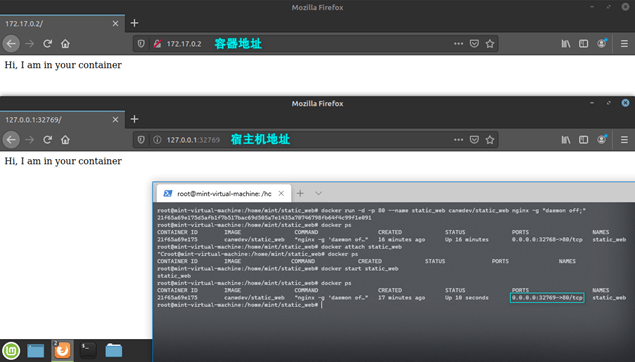 Mozilla Firefox
172.17.0.2/
172.17.0.2 容器地址
Hi, I am in your container
Mozilla Firefox
127.0.0.1:32769/
127.0.0.1:32769 宿主机地址
Hi, I am in your container
root@mint-virtual-machine: /hc
root@mint-virtual-machine:/home/mint/static_web# docker run -d -p 80 --name static_web canmdev/static_web nginx -g "daemon off;"
root@mint-virtual-machine:/home/mint/static_web# docker ps
CONTAINER ID IMAGE COMMAND CREATED STATUS PORTS NAMES
21f65a69e175 canmdev/static_web "nginx -g 'daemon of…" 16 minutes ago Up 16 minutes 0.0.0.0:32768->80/tcp static_web
root@mint-virtual-machine:/home/mint/static_web# docker attach static_web
^Croot@mint-virtual-machine:/home/mint/static_web# docker ps
CONTAINER ID IMAGE COMMAND CREATED STATUS PORTS NAMES
root@mint-virtual-machine:/home/mint/static_web# docker start static_web
static_web
root@mint-virtual-machine:/home/mint/static_web# docker ps
CONTAINER ID IMAGE COMMAND CREATED STATUS PORTS NAMES
21f65a69e175 canmdev/static_web "nginx -g 'daemon of…" 17 minutes ago Up 10 seconds 0.0.0.0:32769->80/tcp static_web
root@mint-virtual-machine:/home/mint/static_web#